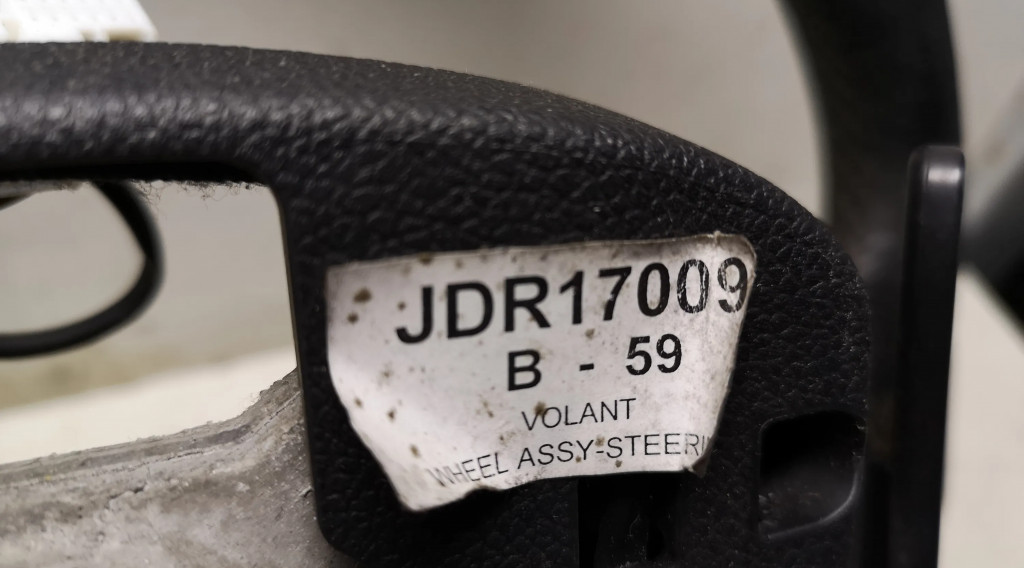 JDR17009
B - 59
VOLANT
WHEEL ASSY-STEERI